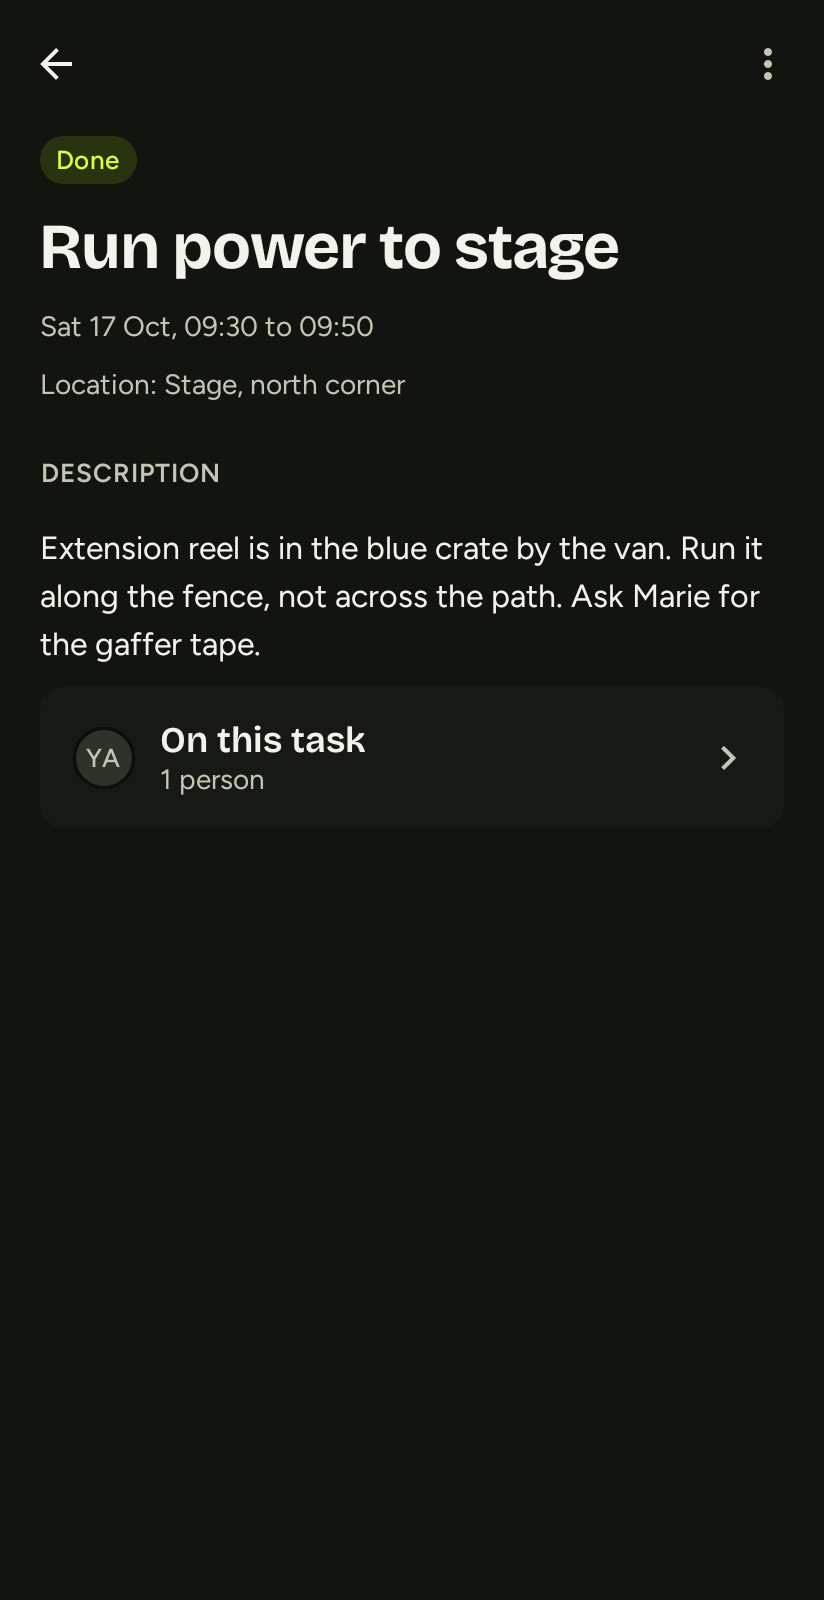 Done
Run power to stage
Sat 17 Oct, 09:30 to 09:50
Location: Stage, north corner
DESCRIPTION
Extension reel is in the blue crate by the van. Run it
along the fence, not across the path. Ask Marie for
the gaffer tape.
YA
On this task
1 person